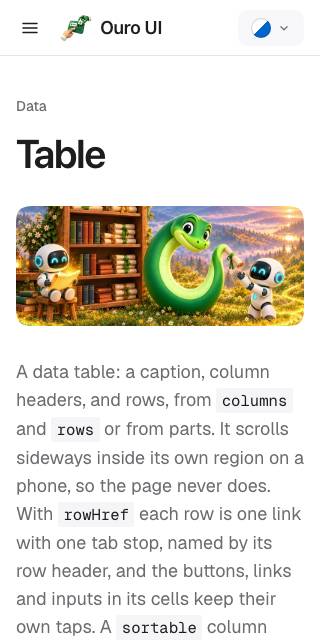 Ouro UI
Data
Table
A data table: a caption, column
headers, and rows, from columns
and rows or from parts. It scrolls
sideways inside its own region on a
phone, so the page never does.
With rowHref each row is one link
with one tab stop, named by its
row header, and the buttons, links
and inputs in its cells keep their
own taps. A sortable column